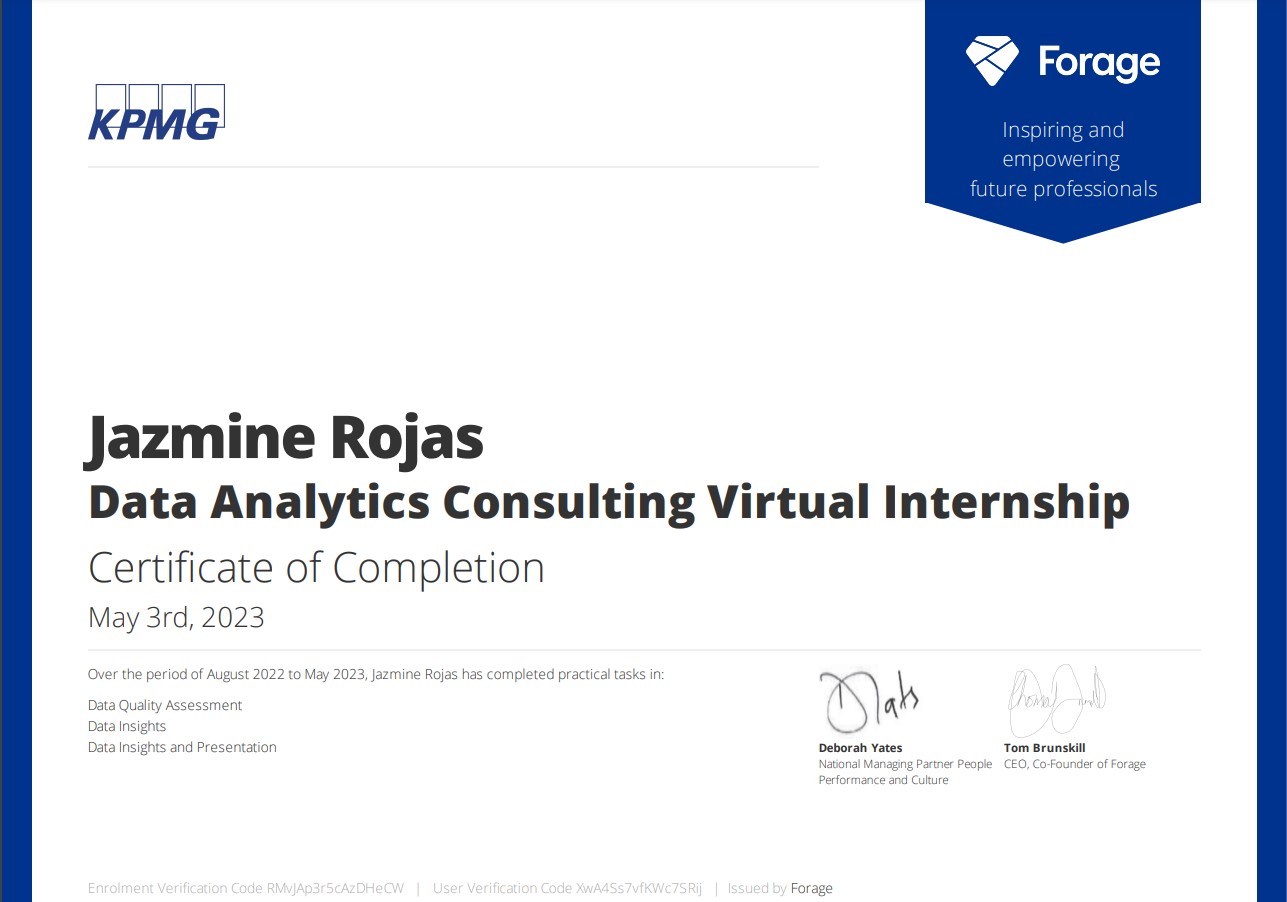 KPMG
Forage
Inspiring and
empowering
future professionals
Jazmine Rojas
Data Analytics Consulting Virtual Internship
Certificate of Completion
May 3rd, 2023
Over the period of August 2022 to May 2023, Jazmine Rojas has completed practical tasks in:
Data Quality Assessment
Data Insights
Data Insights and Presentation
Deborah Yates
National Managing Partner People
Performance and Culture
Tom Brunskill
CEO, Co-Founder of Forage
Enrolment Verification Code RMvJAp3r5cAzDHeCW | User Verification Code XwA4Ss7vfKWc7SRij | Issued by Forage